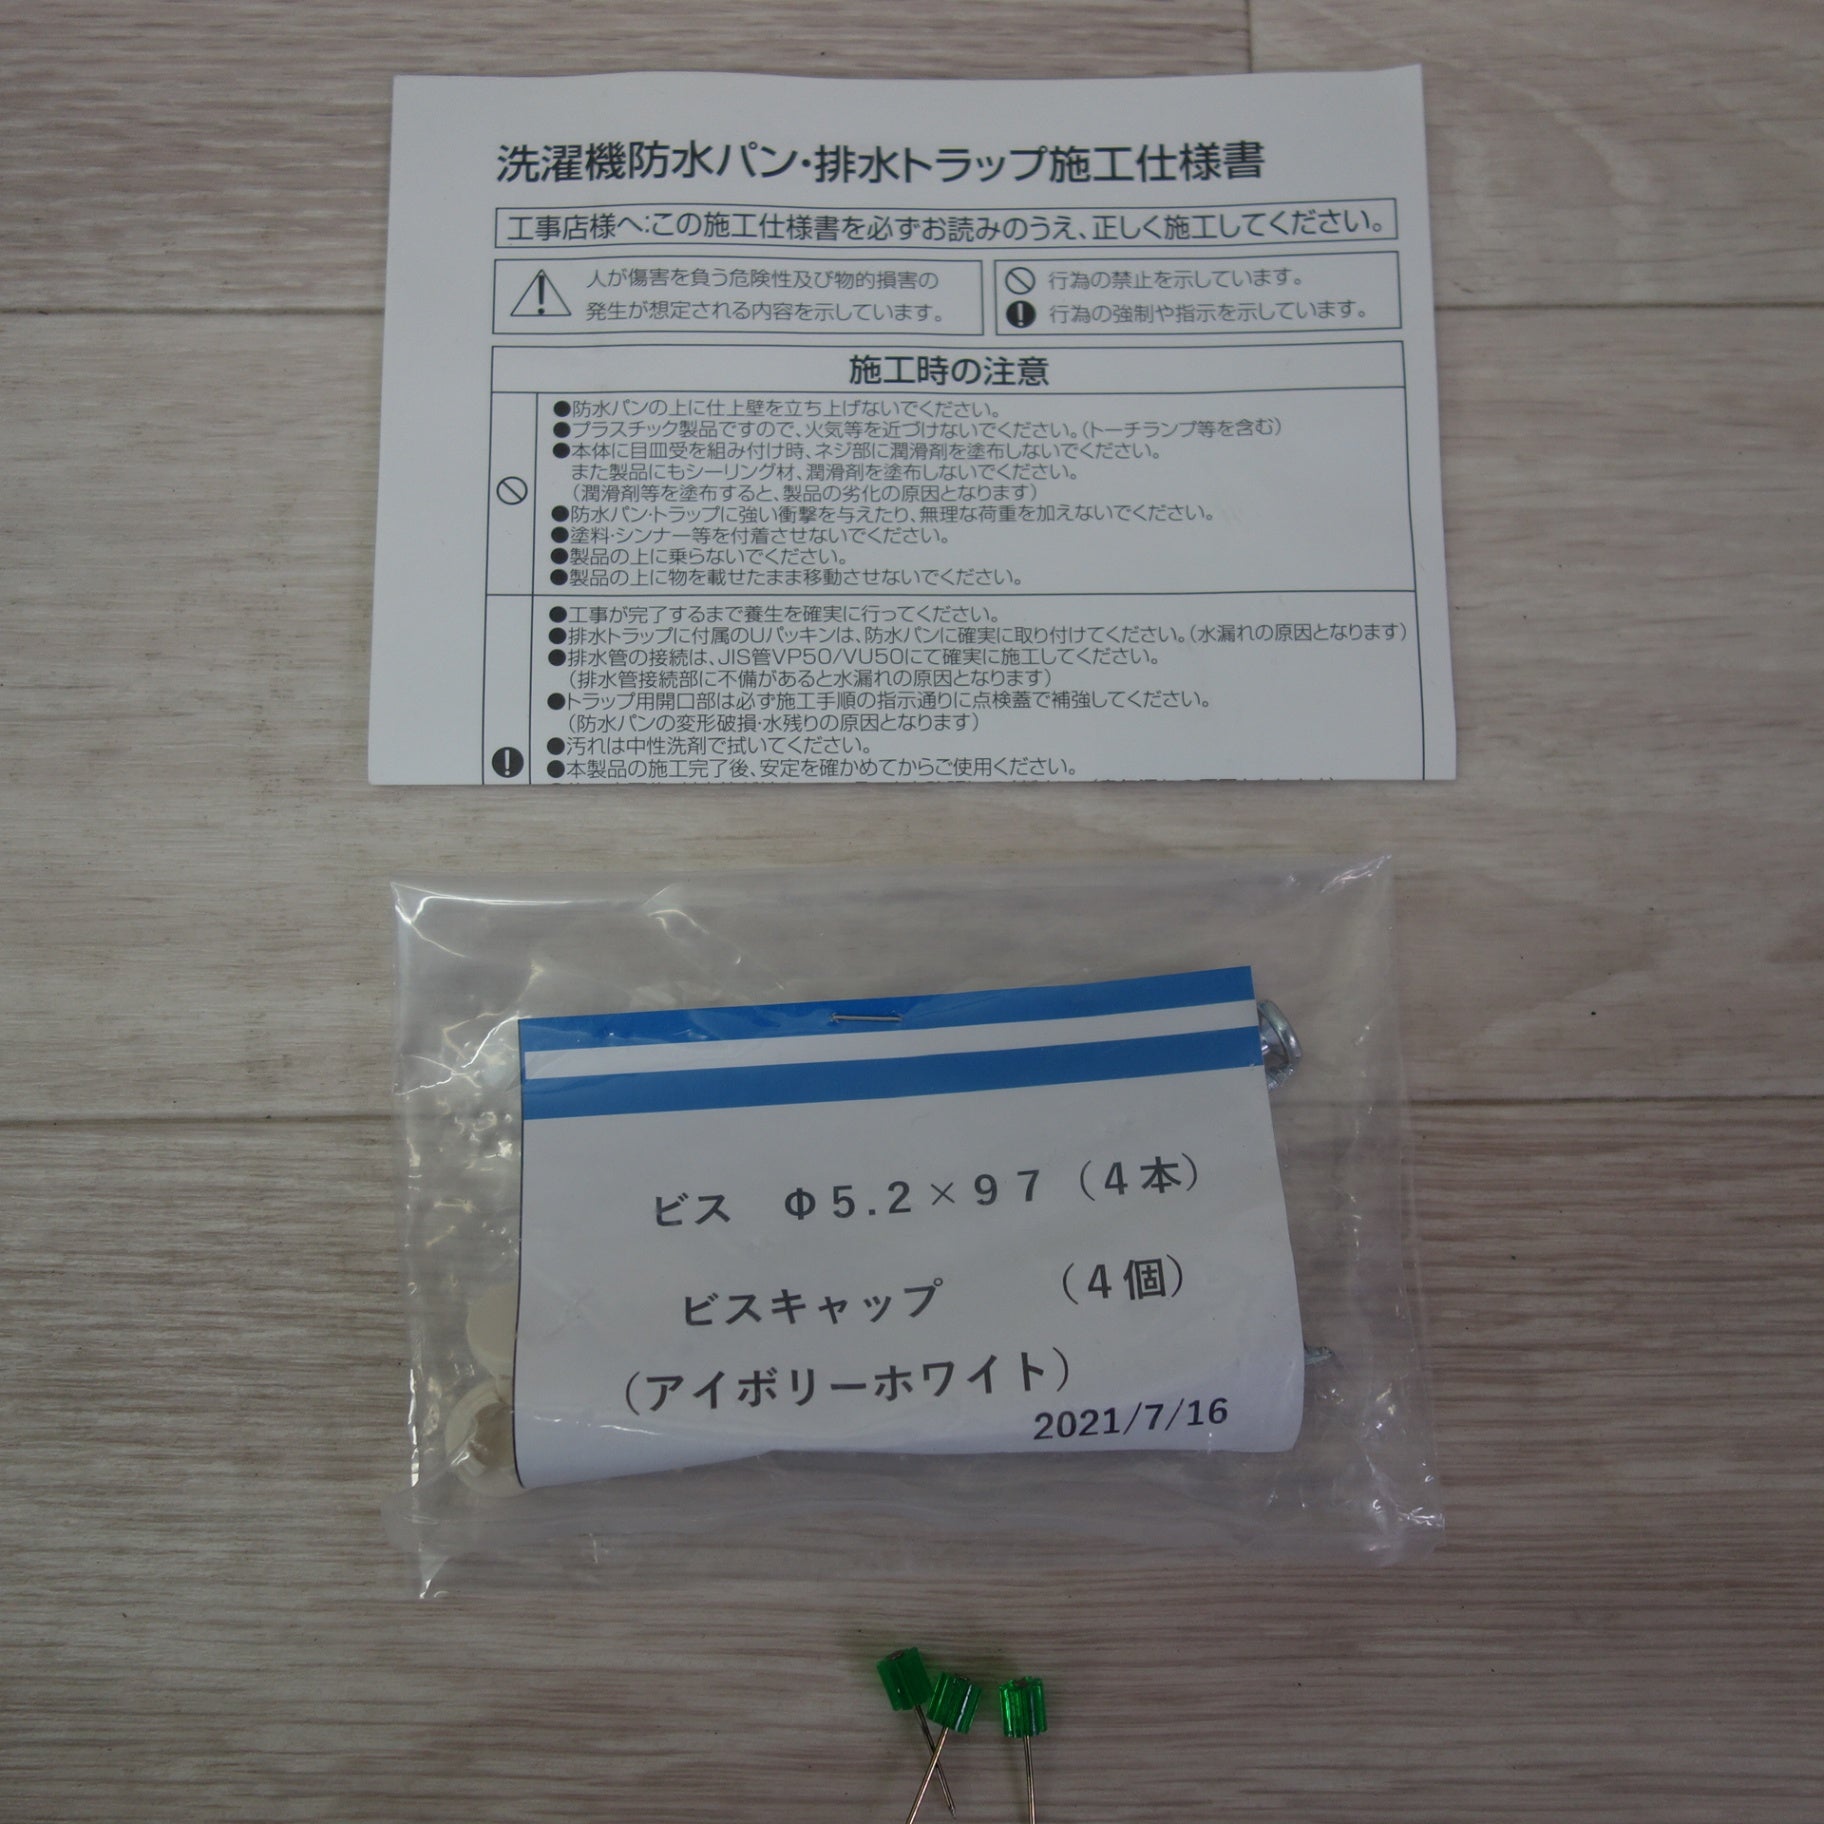 洗濯機防水パン・排水トラップ施工仕様書
工事店様へ:この施工仕様書を必ずお読みのうえ、正しく施工してください。
人が傷害を負う危険性及び物的損害の
発生が想定される内容を示しています。
行為の禁止を示しています。
行為の強制や指示を示しています。
施工時の注意
●防水パンの上に仕上壁を立ち上げないでください。
●プラスチック製品ですので、火気等を近づけないでください。(トーチランプ等を含む)
●本体に目皿受を組み付け時、ネジ部に潤滑剤を塗布しないでください。
また製品にもシーリング材、潤滑剤を塗布しないでください。
(潤滑剤等を塗布すると、製品の劣化の原因となります)
●防水パン・トラップに強い衝撃を与えたり、無理な荷重を加えないでください。
●塗料・シンナー等を付着させないでください。
●製品の上に乗らないでください。
●製品の上に物を載せたまま移動させないでください。
●工事が完了するまで養生を確実に行ってください。
●排水トラップに付属のUパッキンは、防水パンに確実に取り付けてください。(水漏れの原因となります)
●排水管の接続は、JIS管VP50/VU50にて確実に施工してください。
(排水管接続部に不備があると水漏れの原因となります)
●トラップ用開口部は必ず施工手順の指示通りに点検蓋で補強してください。
(防水パンの変形破損・水残りの原因となります)
●汚れは中性洗剤で拭いてください。
●本製品の施工完了後、安定を確かめてからご使用ください。
ビス Φ5.2×97(4本)
ビスキャップ (4個)
(アイボリーホワイト)
2021/7/16